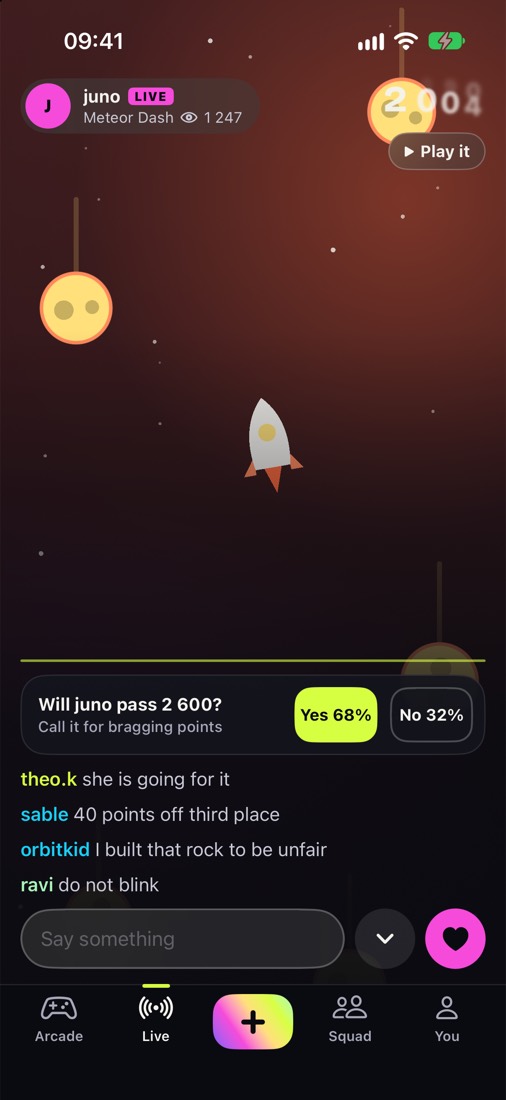 09:41
J
juno LIVE
Meteor Dash 1 247
Play it
Will juno pass 2 600?
Call it for bragging points
Yes 68%
No 32%
theo.k she is going for it
sable 40 points off third place
orbitkid I built that rock to be unfair
ravi do not blink
Say something
Arcade
Live
Squad
You